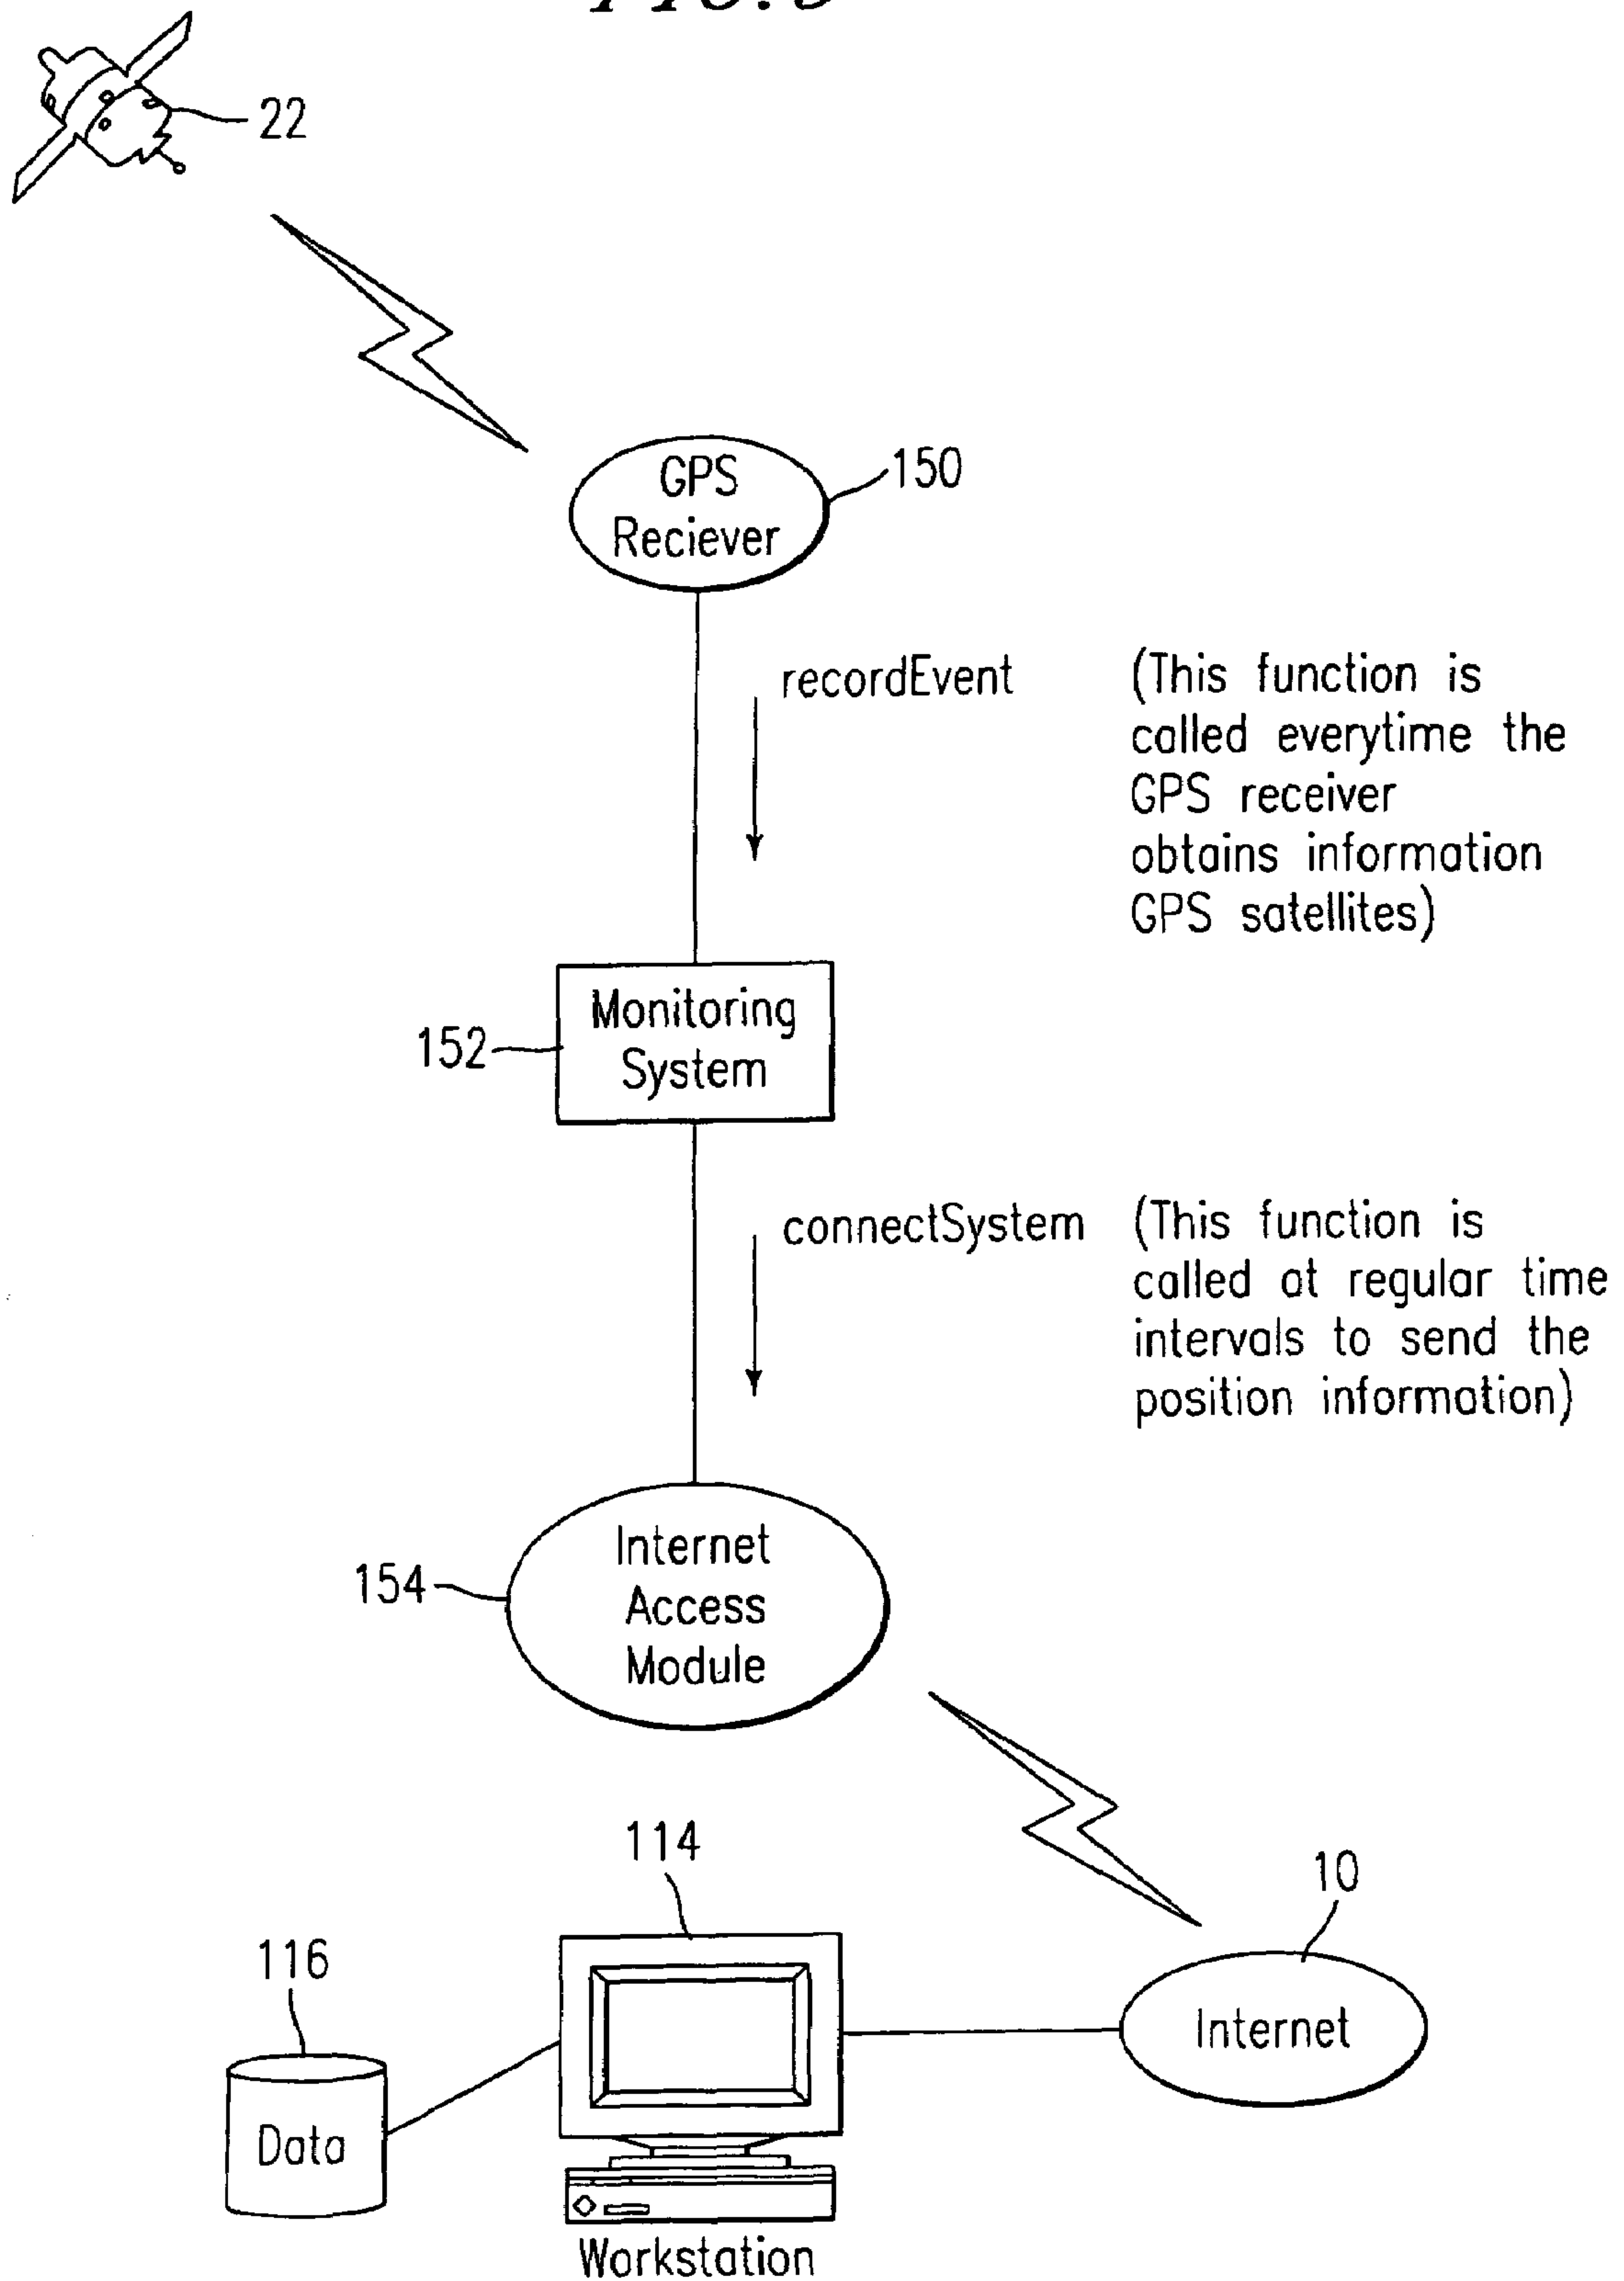 22
GPS
Reciever
150
recordEvent
(This function is
called everytime the
GPS receiver
obtains information
GPS satellites)
Monitoring
System
152
connectSystem
(This function is
called at regular time
intervals to send the
position information)
Internet
Access
Module
154
114
10
116
Internet
Data
Workstation